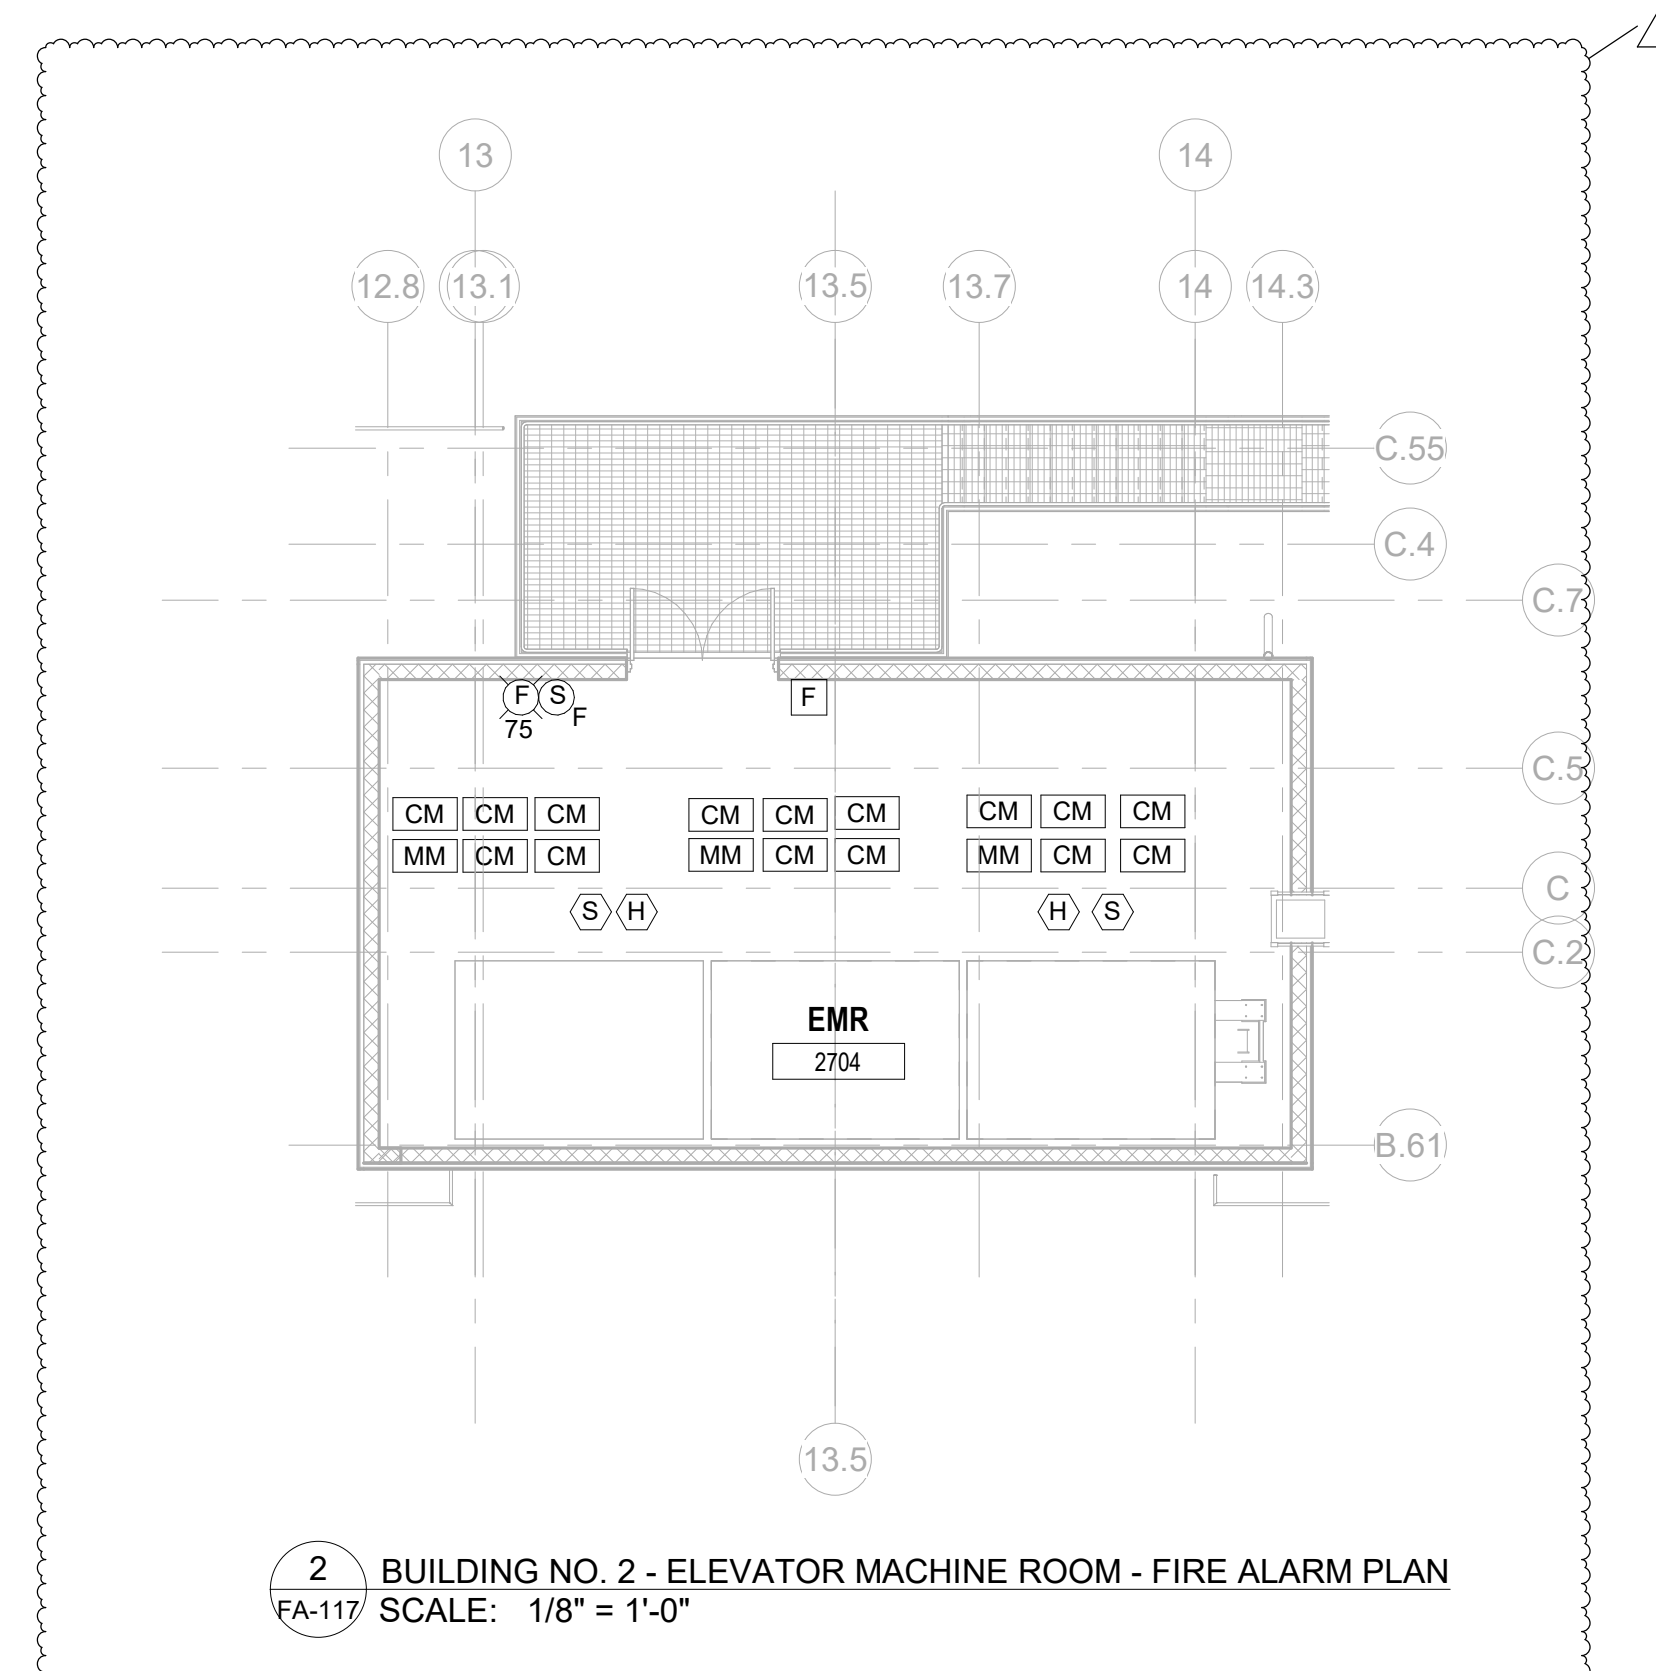 13 14
12.8 13.1 13.5 13.7 14 14.3
C.55
C.4
C.7
F S F
75
F
C.5
CM CM CM CM CM CM CM CM CM
MM CM CM MM CM CM MM CM CM
C
S H H S
C.2
EMR
2704
B.61
13.5
2
FA-117
BUILDING NO. 2 - ELEVATOR MACHINE ROOM - FIRE ALARM PLAN
SCALE: 1/8" = 1'-0"